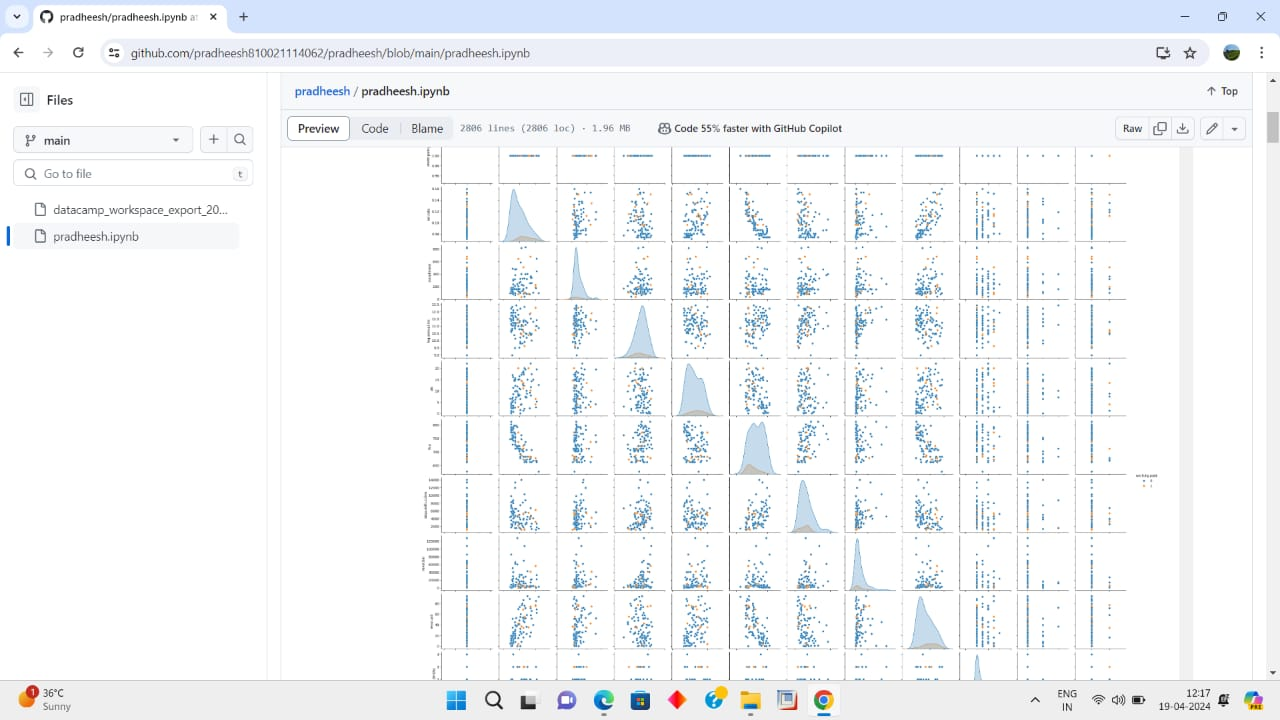 pradheesh/pradheesh.ipynb at
github.com/pradheesh810021114062/pradheesh/blob/main/pradheesh.ipynb
Files
pradheesh / pradheesh.ipynb
Top
main
Preview Code Blame 2806 lines (2806 loc) · 1.96 MB Code 55% faster with GitHub Copilot Raw
Go to file t
datacamp_workspace_export_20...
pradheesh.ipynb
1 36°C
Sunny
ENG
IN
12:17
19-04-2024